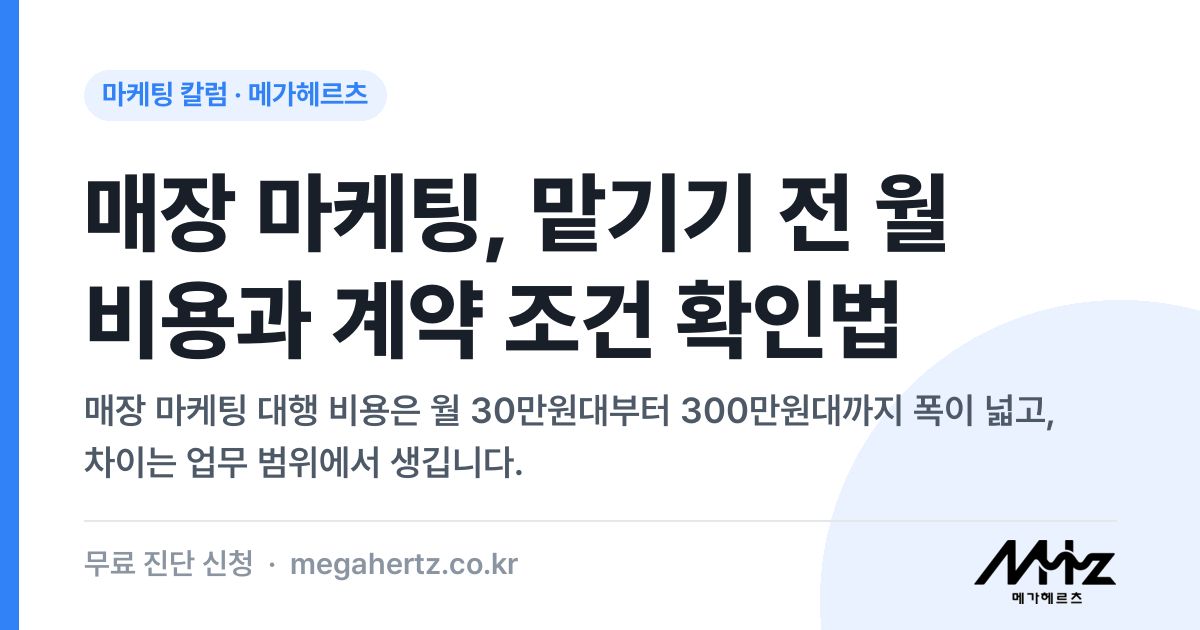 마케팅 칼럼 · 메가헤르츠
매장 마케팅, 맡기기 전 월
비용과 계약 조건 확인법
매장 마케팅 대행 비용은 월 30만원대부터 300만원대까지 폭이 넓고,
차이는 업무 범위에서 생깁니다.
무료 진단 신청 · megahertz.co.kr
MHz
메가헤르츠